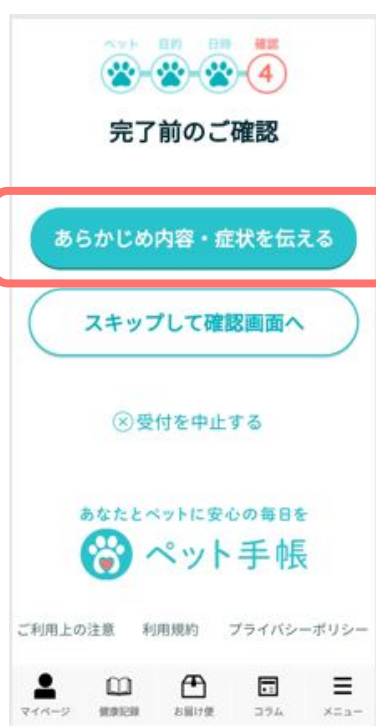 ペット 目的 日時 確認
4
完了前のご確認
あらかじめ内容・症状を伝える
スキップして確認画面へ
受付を中止する
あなたとペットに安心の毎日を
ペット手帳
ご利用上の注意 利用規約 プライバシーポリシー
マイページ 健康記録 お届け便 コラム メニュー